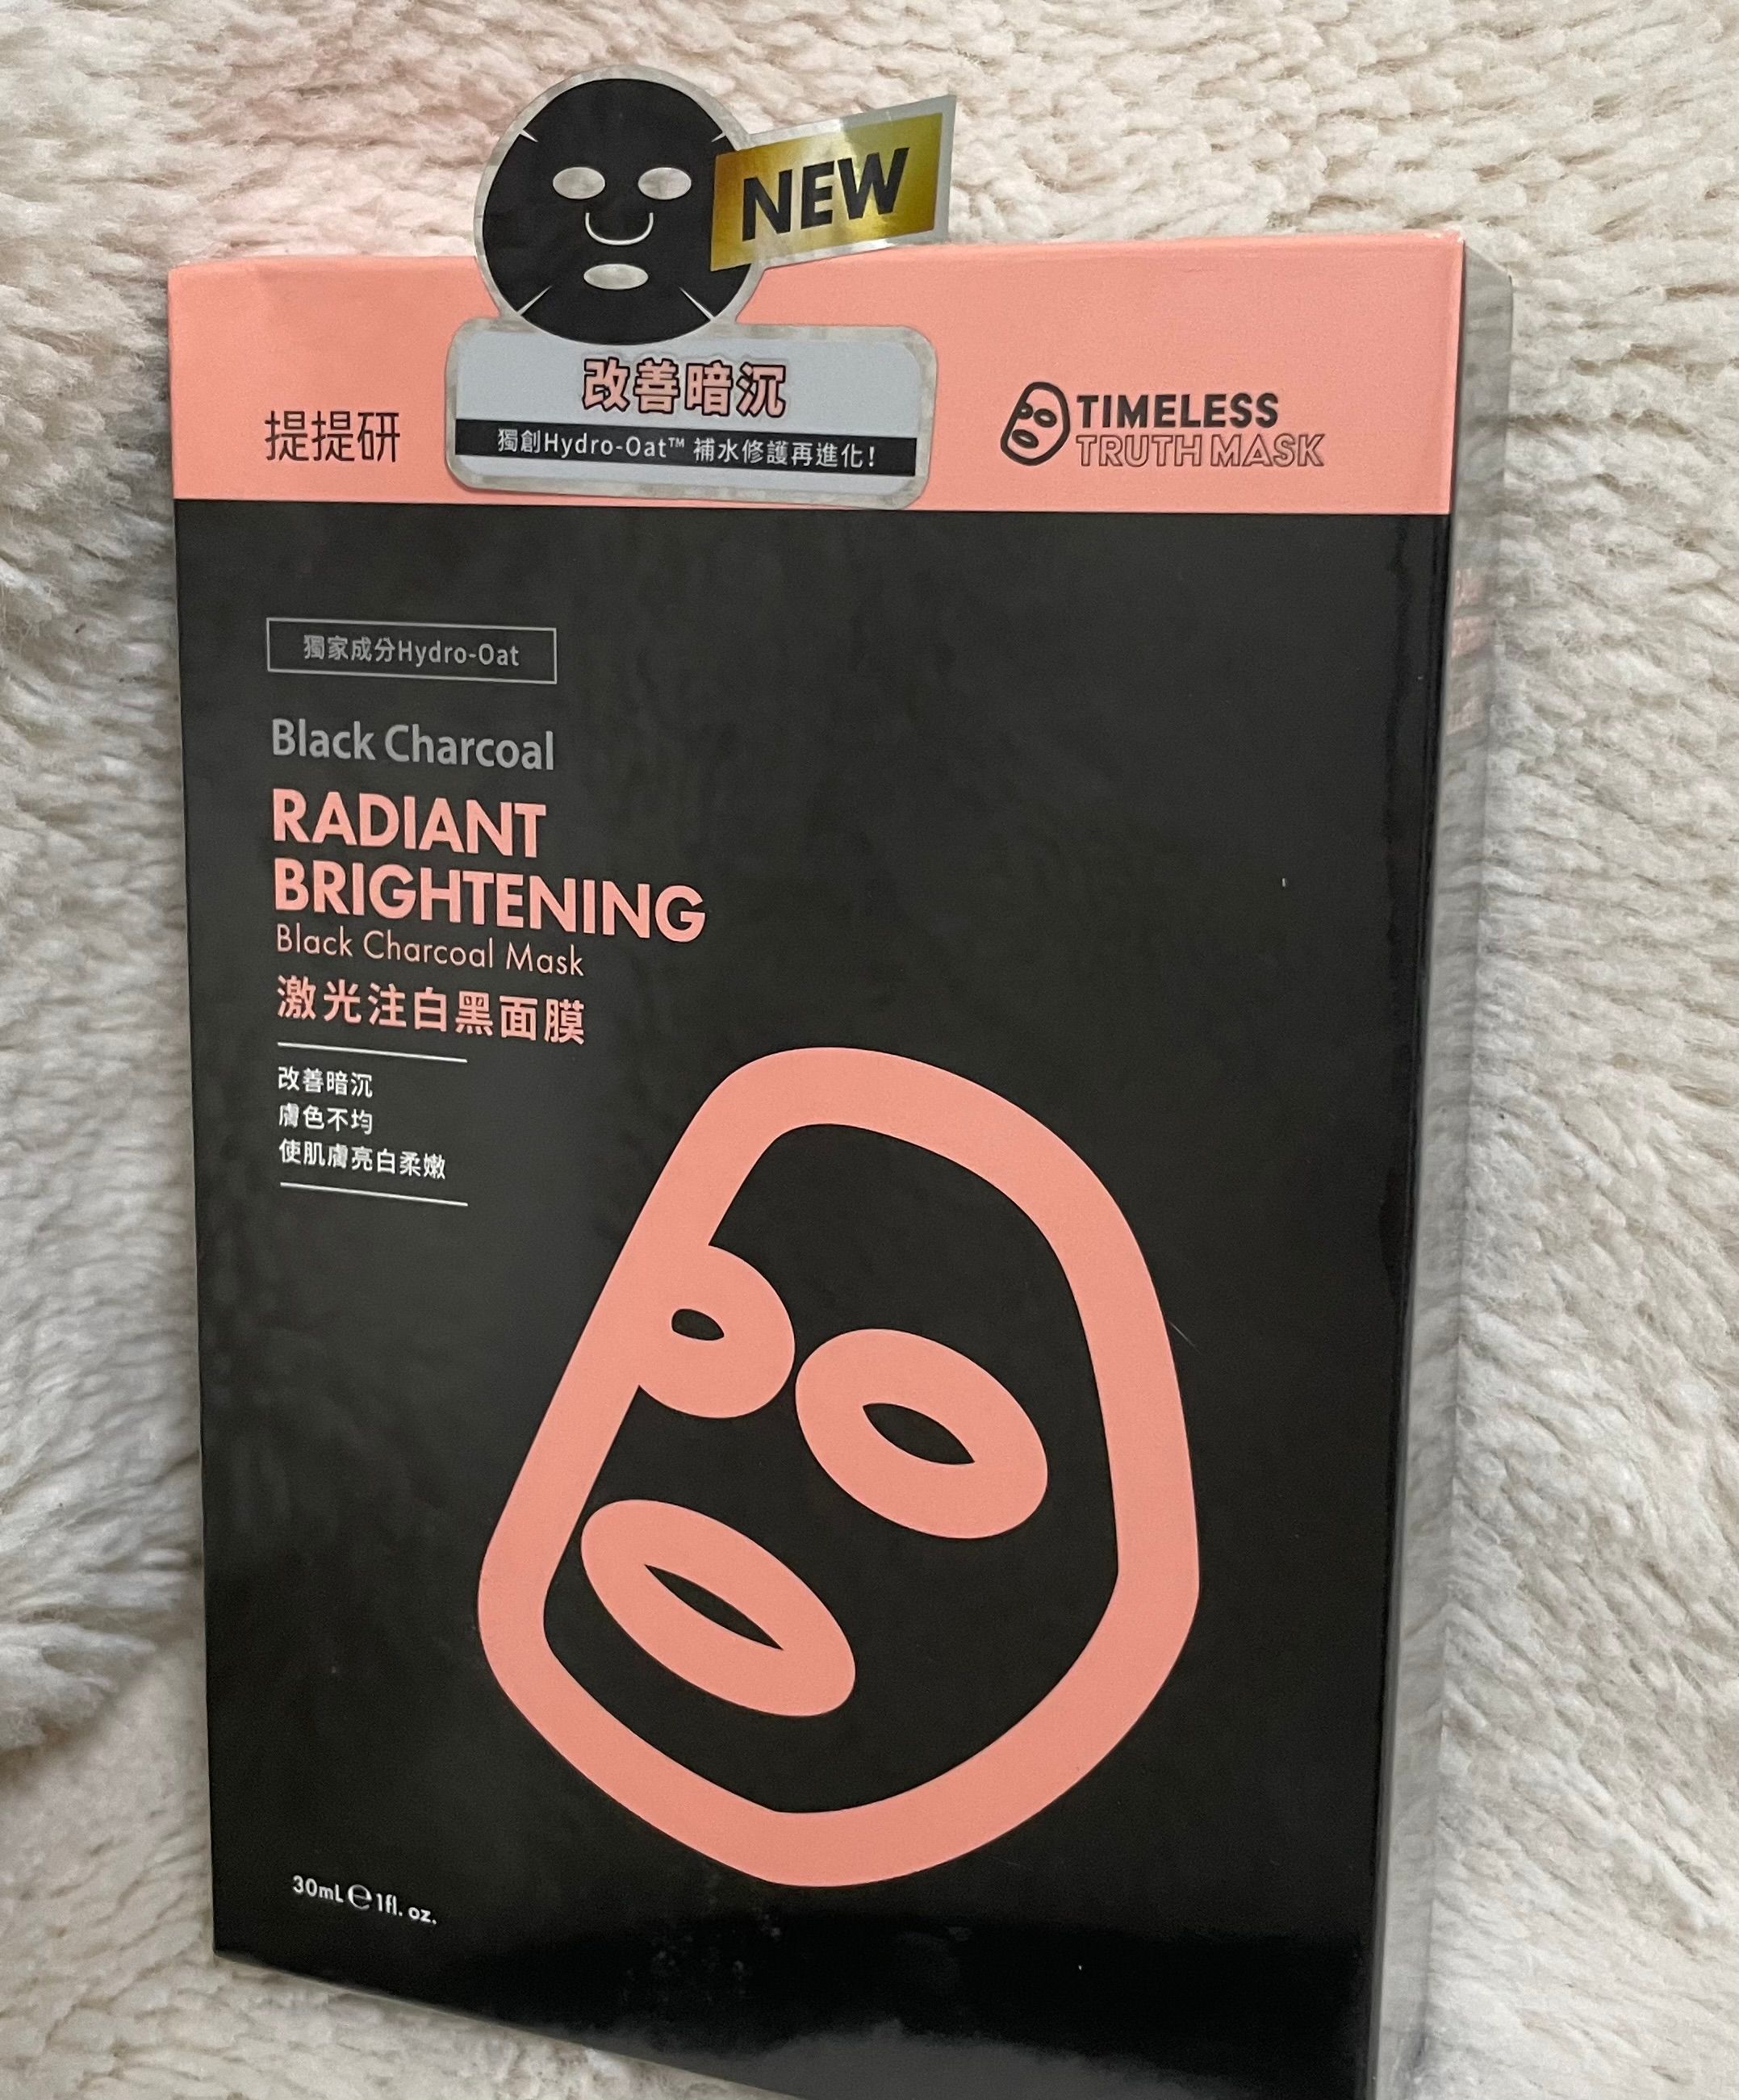 NEW
改善暗沉
獨創Hydro-Oat™ 補水修護再進化!
提提研
TIMELESS
TRUTH MASK
獨家成分Hydro-Oat
Black Charcoal
RADIANT
BRIGHTENING
Black Charcoal Mask
激光注白黑面膜
改善暗沉
膚色不均
使肌膚亮白柔嫩
30mL ℮ 1fl. oz.